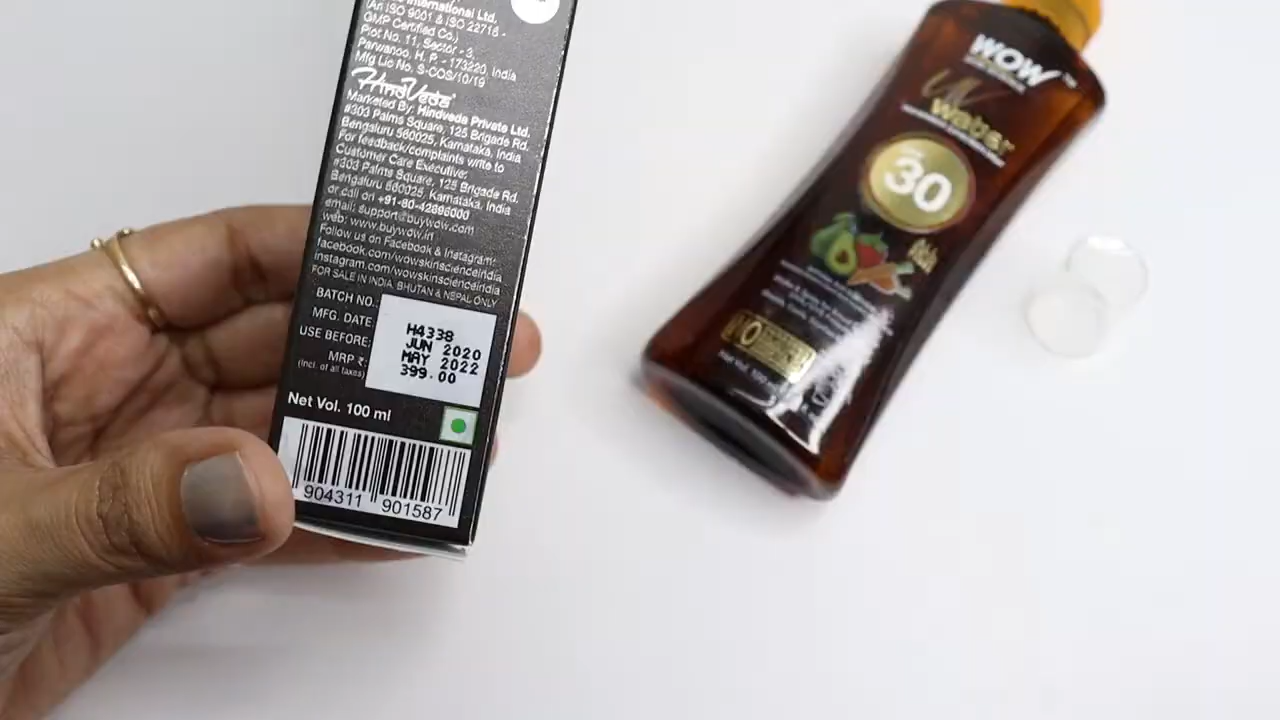 International Ltd.
(An ISO 9001 & ISO 22716 -
GMP Certified Co.)
Plot No. 11, Sector - 3,
Parwanoo, H. P. - 173220, India
Mfg Lic No. S-COS/10/19
HindVeda
Marketed By: Hindveda Private Ltd.
#303 Palms Square, 125 Brigade Rd.
Bengaluru 560025, Karnataka, India
For feedback/complaints write to
Customer Care Executive:
#303 Palms Square, 125 Brigade Rd.
Bengaluru 560025, Karnataka, India
or call on +91-80-42696000
email: support@buywow.com
web: www.buywow.in
Follow us on Facebook & Instagram:
facebook.com/wowskinscienceindia
instagram.com/wowskinscienceindia
FOR SALE IN INDIA, BHUTAN & NEPAL ONLY
BATCH NO.: H4338
MFG. DATE: JUN 2020
USE BEFORE: MAY 2022
MRP ₹: 399.00
(Incl. of all taxes)
Net Vol. 100 ml
904311 901587
WOW
UV
water
30
NO